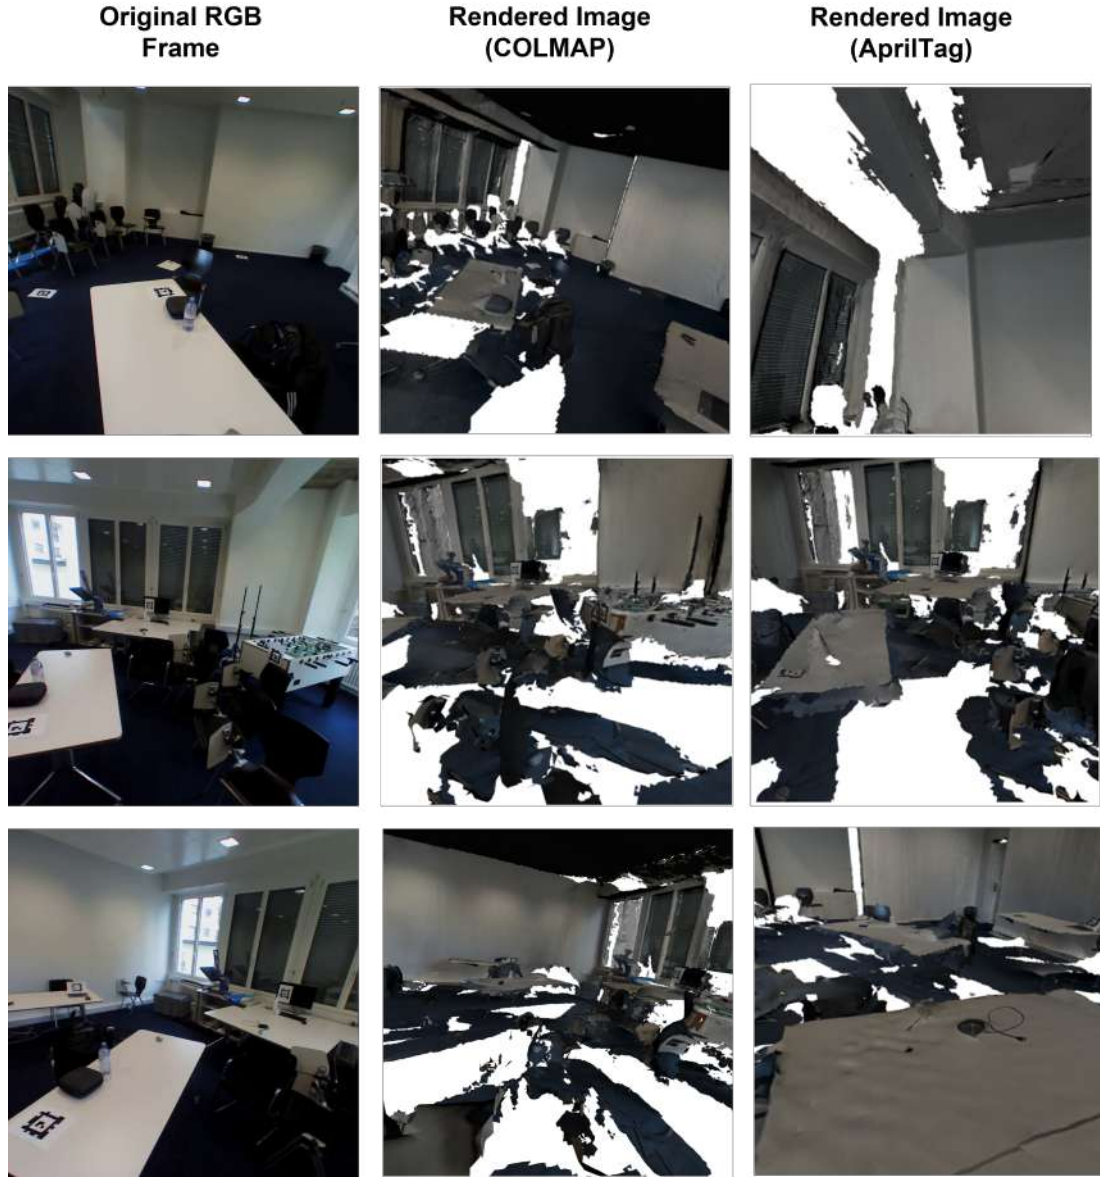 Original RGB
Frame
Rendered Image
(COLMAP)
Rendered Image
(AprilTag)